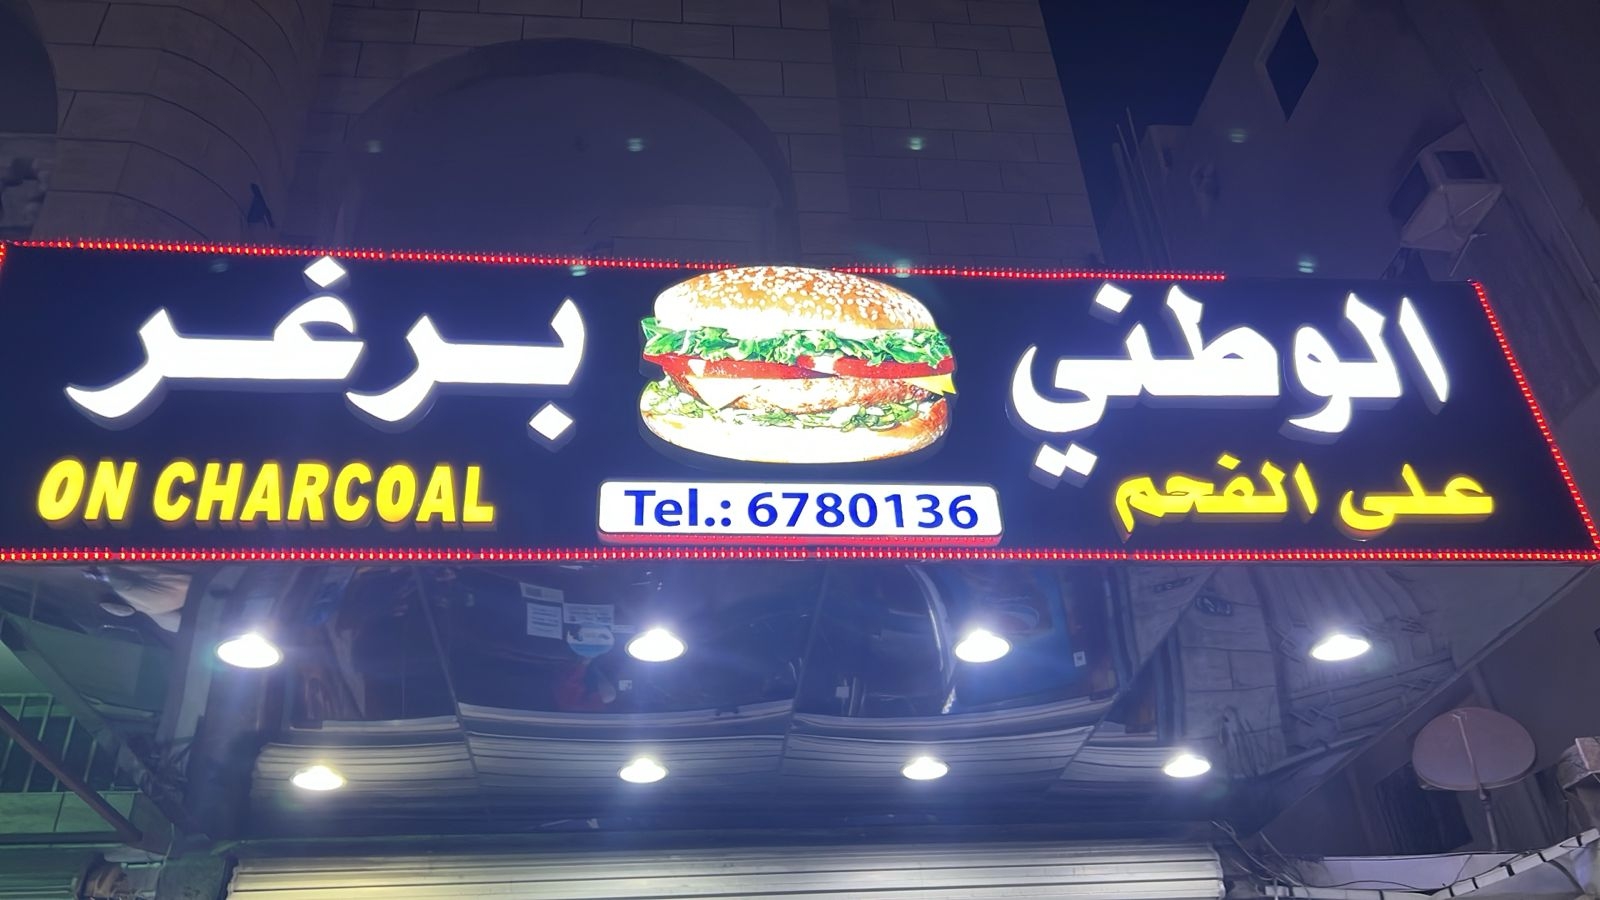 الوطني برغر
على الفحم
ON CHARCOAL
Tel.: 6780136